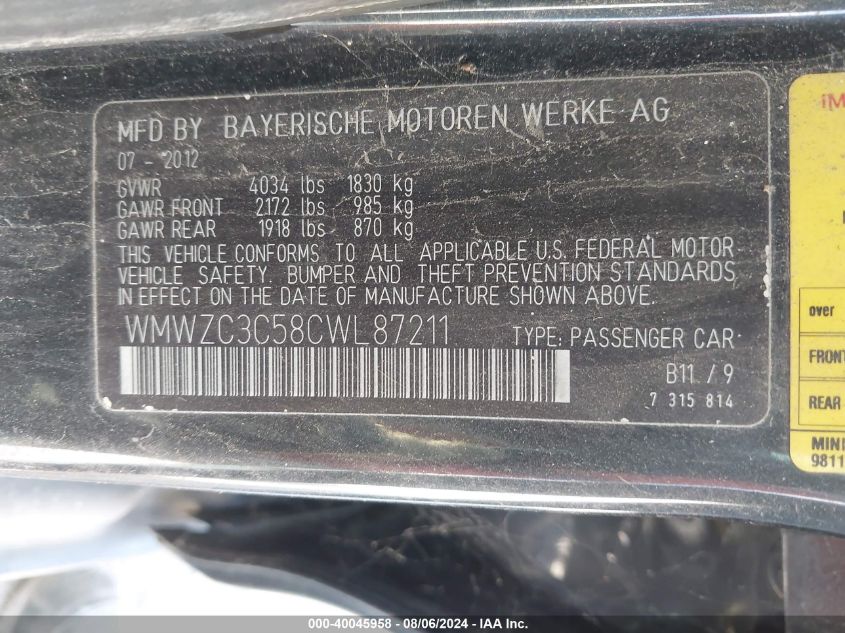 MFD BY BAYERISCHE MOTOREN WERKE AG
07 - 2012
GVWR 4034 lbs 1830 kg
GAWR FRONT 2172 lbs 985 kg
GAWR REAR 1918 lbs 870 kg
THIS VEHICLE CONFORMS TO ALL APPLICABLE U.S. FEDERAL MOTOR
VEHICLE SAFETY, BUMPER AND THEFT PREVENTION STANDARDS
IN EFFECT ON THE DATE OF MANUFACTURE SHOWN ABOVE.
WMWZC3C58CWL87211 TYPE: PASSENGER CAR
B11 / 9
7 315 814
over
FRONT
REAR
MINI
9811
000-40045958 - 08/06/2024 - © IAA, Inc.